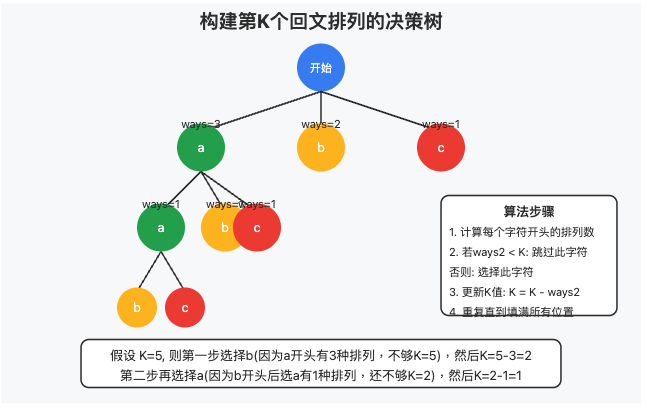 构建第K个回文排列的决策树
开始
ways=3
ways=2
ways=1
a
b
c
ways=1
ways=1
a
b
c
b
c
算法步骤
1. 计算每个字符开头的排列数
2. 若ways2 < K: 跳过此字符
否则: 选择此字符
3. 更新K值: K = K - ways2
4. 重复直到填满所有位置
假设 K=5, 则第一步选择b(因为a开头有3种排列，不够K=5)，然后K=5-3=2
第二步再选择a(因为b开头后选a有1种排列，还不够K=2)，然后K=2-1=1